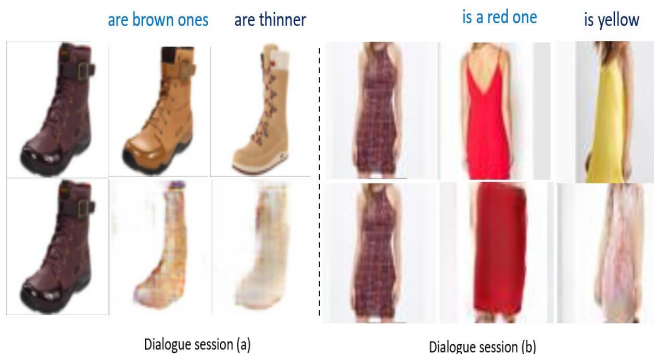 are brown ones are thinner is a red one is yellow
Dialogue session (a) Dialogue session (b)